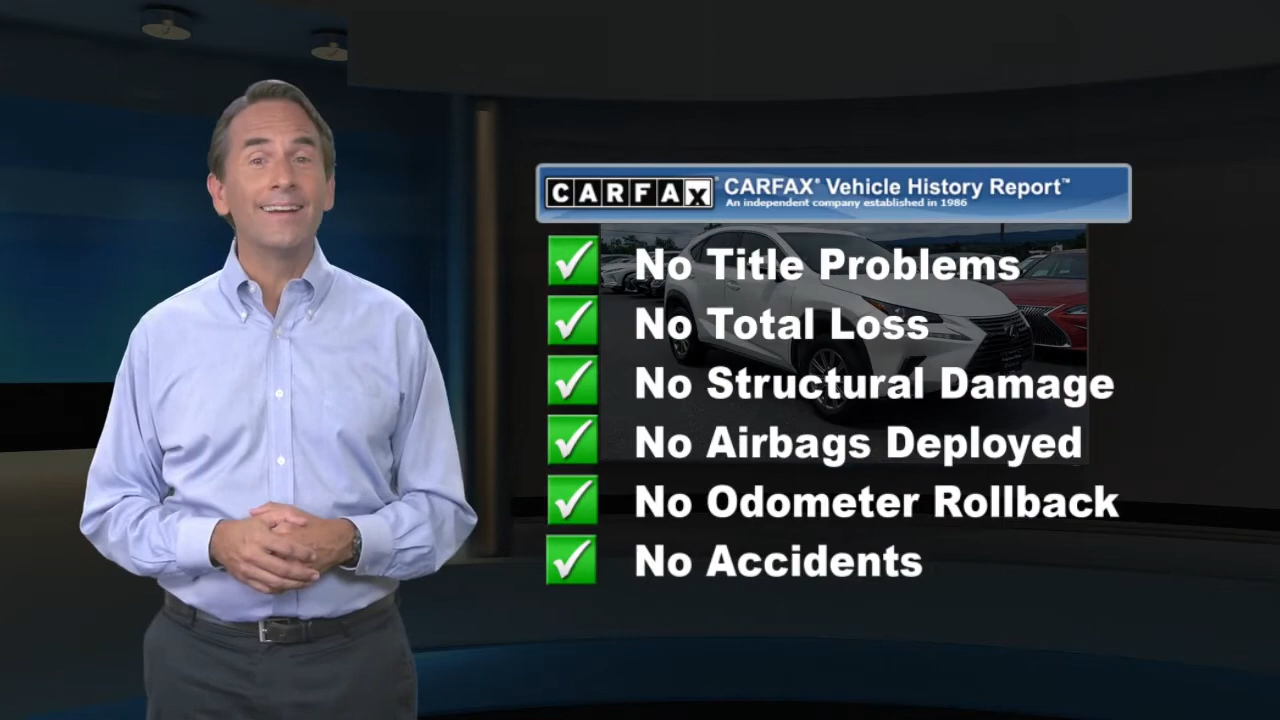 CARFAX® CARFAX® Vehicle History Report™
An independent company established in 1986
No Title Problems
No Total Loss
No Structural Damage
No Airbags Deployed
No Odometer Rollback
No Accidents